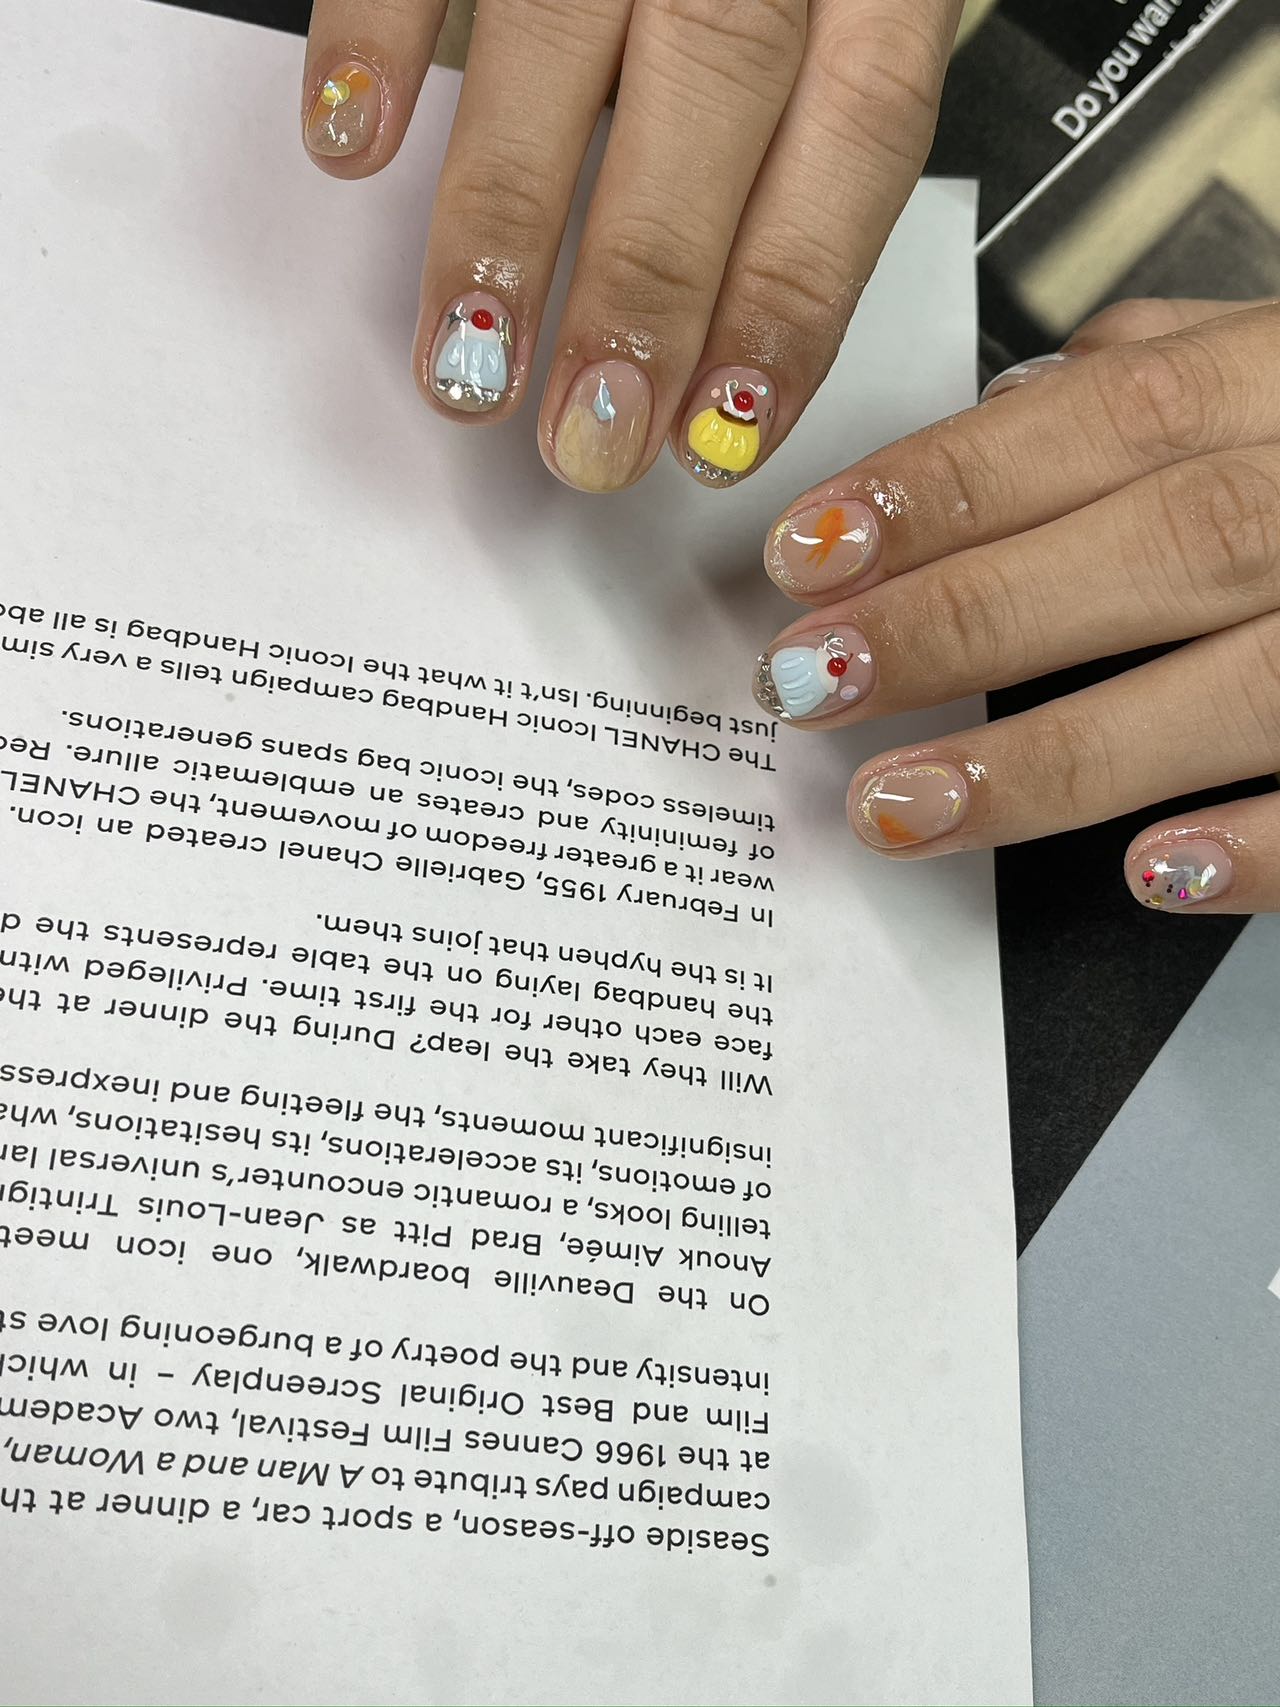 Seaside off-season, a sport car, a dinner at th
campaign pays tribute to A Man and a Woman,
at the 1966 Cannes Film Festival, two Academ
Film and Best Original Screenplay – in which
intensity and the poetry of a burgeoning love st
On the Deauville boardwalk, one icon meet
Anouk Aimée, Brad Pitt as Jean-Louis Trintign
telling looks, a romantic encounter's universal lan
of emotions, its accelerations, its hesitations, wha
insignificant moments, the fleeting and inexpress
Will they take the leap? During the dinner at the
face each other for the first time. Privileged witn
the handbag laying on the table represents the d
It is the hyphen that joins them.
In February 1955, Gabrielle Chanel created an icon.
wear it a greater freedom of movement, the CHANEL
of femininity and creates an emblematic allure. Rec
timeless codes, the iconic bag spans generations.
The CHANEL Iconic Handbag campaign tells a very sim
just beginning. Isn't it what the Iconic Handbag is all abo
Do you wan